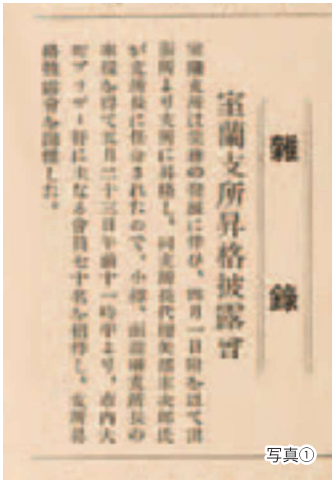 雜錄
室蘭支所昇格披露會
室蘭支所は業務の發展に伴ひ、四月一日附を以て出
張所より支所に昇格し、同支所長代理矢部末次郎氏
が支所長に任命されたので、小樽、函館兩支所長の
來援を得て五月二十三日午前十一時半より、市內大
町プリザー軒に主なる會員七十名を招待し、支所昇
格披露會を開催した。
写真①